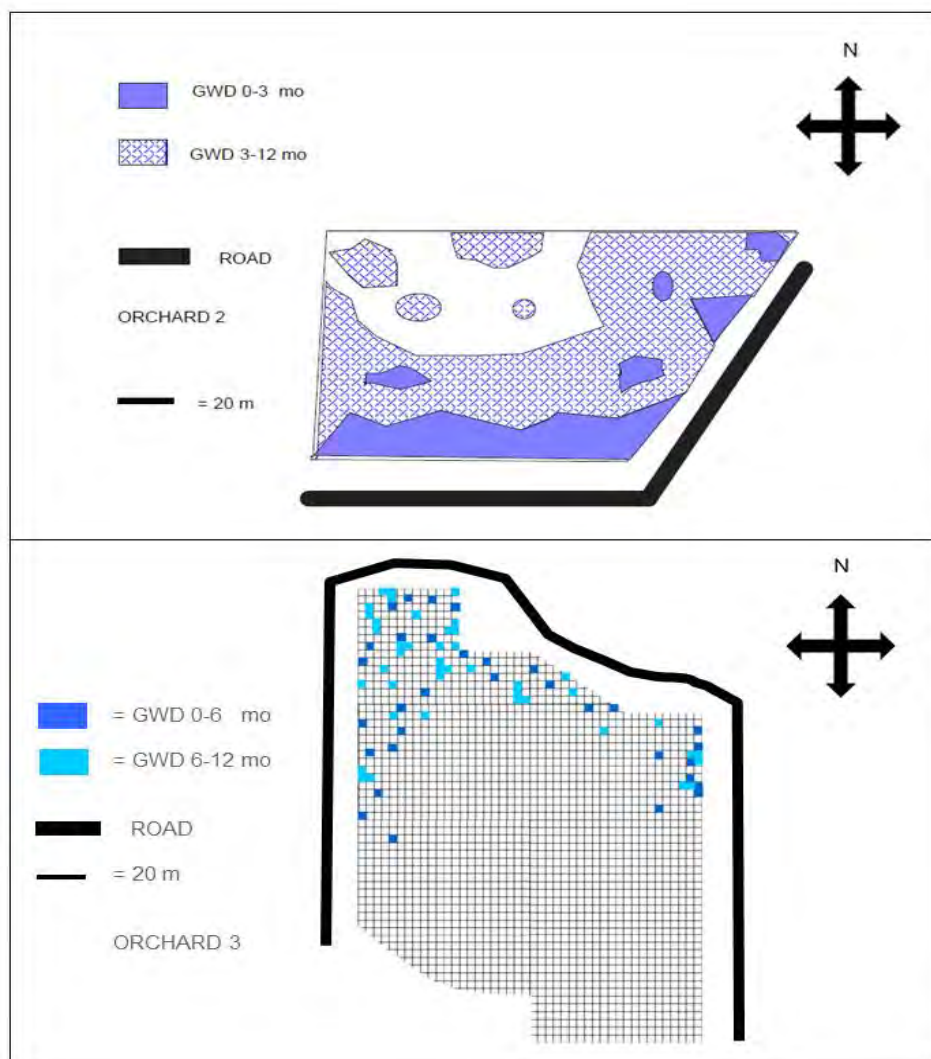 N
GWD 0-3 mo
GWD 3-12 mo
ROAD
ORCHARD 2
= 20 m
N
= GWD 0-6 mo
= GWD 6-12 mo
ROAD
= 20 m
ORCHARD 3